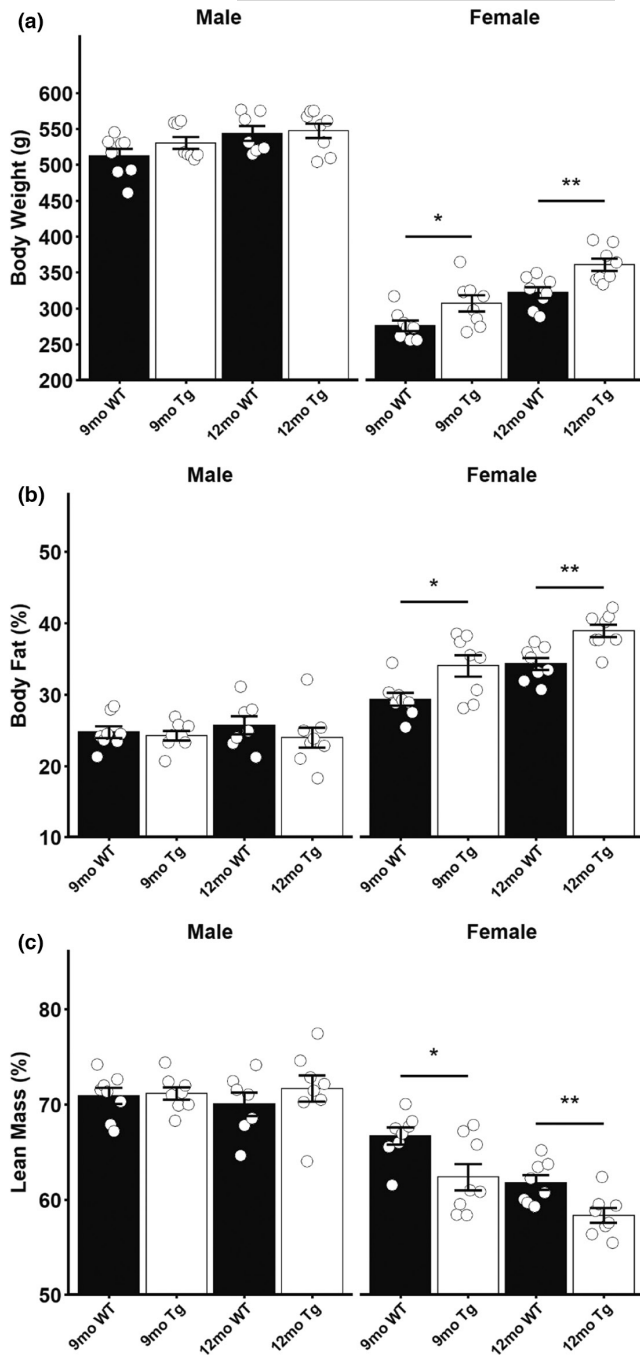 (a)
Male Female
Body Weight (g)
600
550
500
450
400
350
300
250
200
* **
9mo WT 9mo Tg 12mo WT 12mo Tg 9mo WT 9mo Tg 12mo WT 12mo Tg
(b)
Male Female
Body Fat (%)
50
40
30
20
10
* **
9mo WT 9mo Tg 12mo WT 12mo Tg 9mo WT 9mo Tg 12mo WT 12mo Tg
(c)
Male Female
Lean Mass (%)
80
70
60
50
* **
9mo WT 9mo Tg 12mo WT 12mo Tg 9mo WT 9mo Tg 12mo WT 12mo Tg